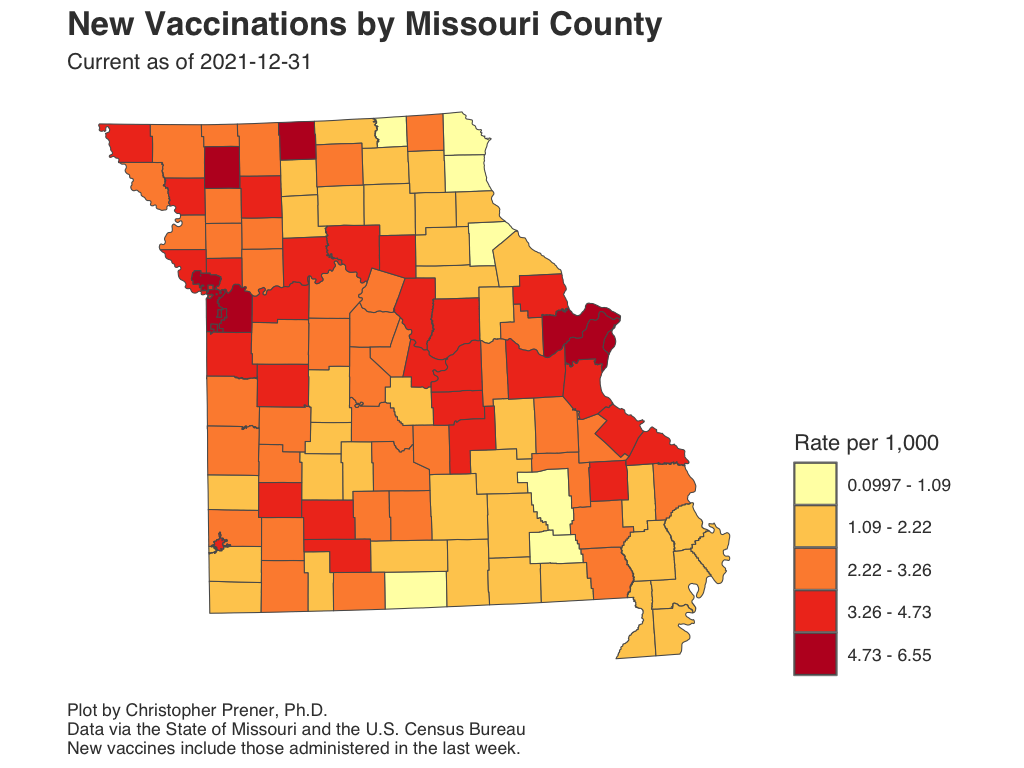 New Vaccinations by Missouri County
Current as of 2021-12-31
Rate per 1,000
0.0997 - 1.09
1.09 - 2.22
2.22 - 3.26
3.26 - 4.73
4.73 - 6.55
Plot by Christopher Prener, Ph.D.
Data via the State of Missouri and the U.S. Census Bureau
New vaccines include those administered in the last week.